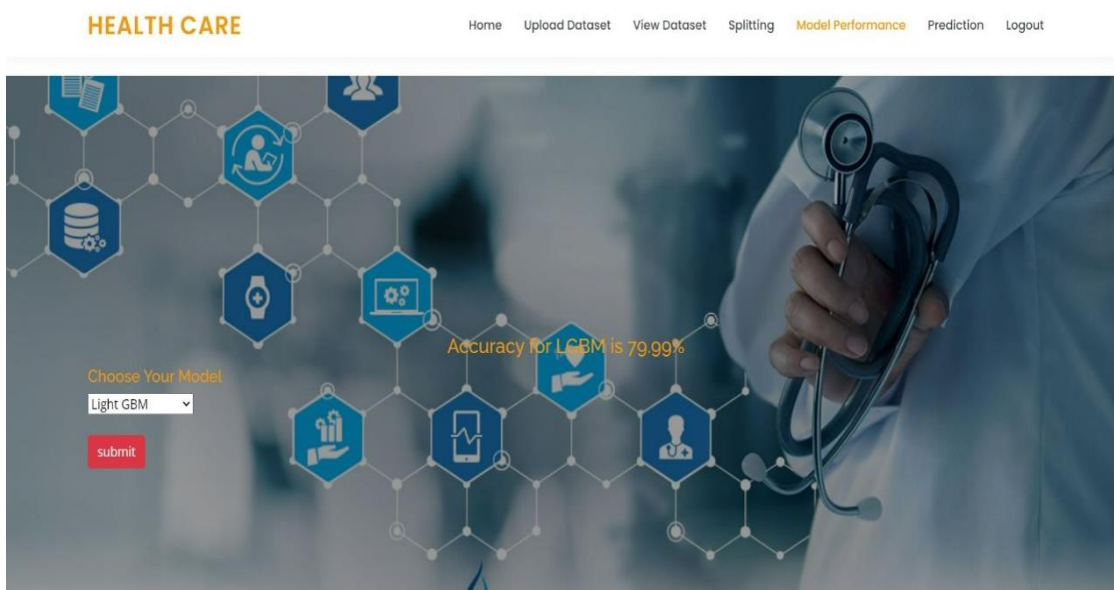 HEALTH CARE
Home Upload Dataset View Dataset Splitting Model Performance Prediction Logout
Accuracy for LGBM is 79.99%
Choose Your Model
Light GBM
submit